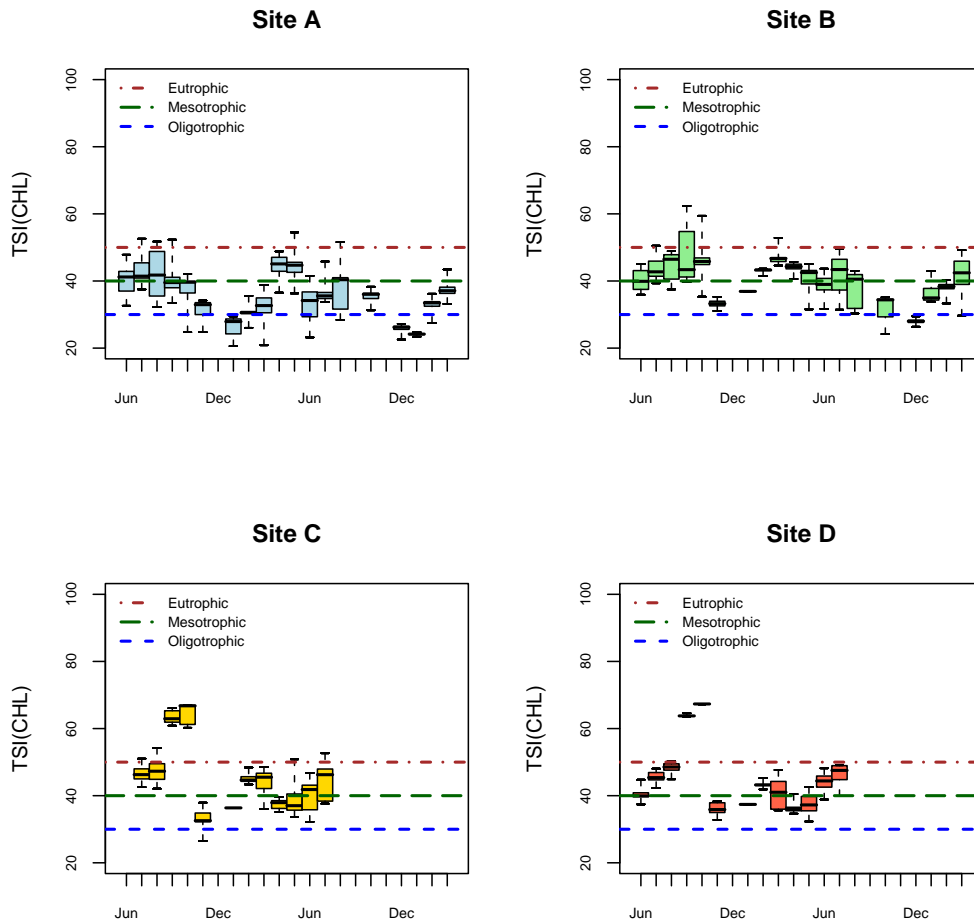 Site A
TSI(CHL)
100
80
60
40
20
Eutrophic
Mesotrophic
Oligotrophic
Jun Dec Jun Dec
Site B
TSI(CHL)
100
80
60
40
20
Eutrophic
Mesotrophic
Oligotrophic
Jun Dec Jun Dec
Site C
TSI(CHL)
100
80
60
40
20
Eutrophic
Mesotrophic
Oligotrophic
Jun Dec Jun Dec
Site D
TSI(CHL)
100
80
60
40
20
Eutrophic
Mesotrophic
Oligotrophic
Jun Dec Jun Dec